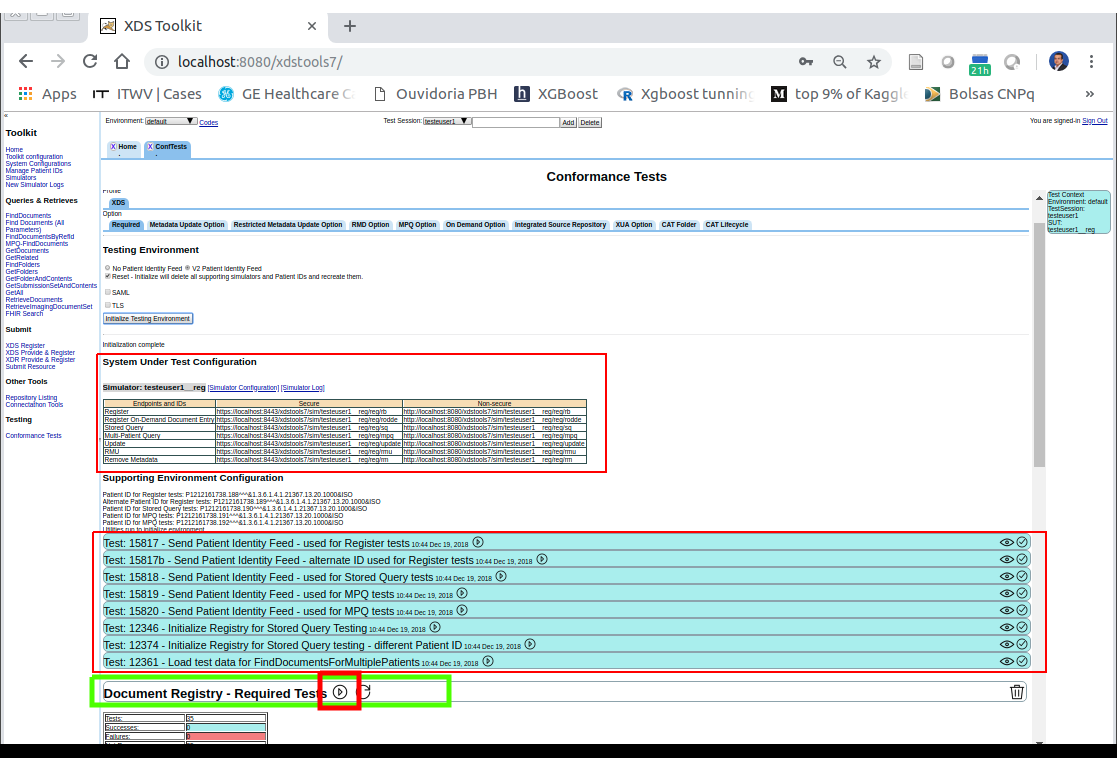 XDS Toolkit
localhost:8080/xdstools7/
21h
Apps ITWV | Cases GE Healthcare C Ouvidoria PBH XGBoost Xgboost tunning top 9% of Kaggle Bolsas CNPq »
Environment: default Codes Test Session: testeuser1 Add Delete You are signed-in Sign Out
Toolkit
Home
Toolkit configuration
System Configurations
Manage Patient IDs
Simulators
New Simulator Logs
Queries & Retrieves
FindDocuments
Find Documents (All
Parameters)
FindDocumentsByRefId
MPQ-FindDocuments
GetDocuments
GetRelated
FindFolders
GetFolders
GetFolderAndContents
GetSubmissionSetAndContents
GetAll
RetrieveDocuments
RetrieveImagingDocumentSet
FHIR Search
Submit
XDS Register
XDS Provide & Register
XDR Provide & Register
Submit Resource
Other Tools
Repository Listing
Connectathon Tools
Testing
Conformance Tests
X Home X ConfTests
Conformance Tests
Profile
XDS
Option
Required Metadata Update Option Restricted Metadata Update Option RMD Option MPQ Option On Demand Option Integrated Source Repository XUA Option CAT Folder CAT Lifecycle
Test Context
Environment: default
TestSession:
testeuser1
SUT:
testeuser1__reg
Testing Environment
No Patient Identity Feed V2 Patient Identity Feed
Reset - Initialize will delete all supporting simulators and Patient IDs and recreate them.
SAML
TLS
Initialize Testing Environment
Initialization complete
System Under Test Configuration
Simulator: testeuser1__reg [Simulator Configuration] [Simulator Log]
Endpoints and IDs Secure Non-secure
Register https://localhost:8443/xdstools7/sim/testeuser1__reg/reg/rb http://localhost:8080/xdstools7/sim/testeuser1__reg/reg/rb
Register On-Demand Document Entry https://localhost:8443/xdstools7/sim/testeuser1__reg/reg/rodde http://localhost:8080/xdstools7/sim/testeuser1__reg/reg/rodde
Stored Query https://localhost:8443/xdstools7/sim/testeuser1__reg/reg/sq http://localhost:8080/xdstools7/sim/testeuser1__reg/reg/sq
Multi-Patient Query https://localhost:8443/xdstools7/sim/testeuser1__reg/reg/mpq http://localhost:8080/xdstools7/sim/testeuser1__reg/reg/mpq
Update https://localhost:8443/xdstools7/sim/testeuser1__reg/reg/update http://localhost:8080/xdstools7/sim/testeuser1__reg/reg/update
RMU https://localhost:8443/xdstools7/sim/testeuser1__reg/reg/rmu http://localhost:8080/xdstools7/sim/testeuser1__reg/reg/rmu
Remove Metadata https://localhost:8443/xdstools7/sim/testeuser1__reg/reg/rm http://localhost:8080/xdstools7/sim/testeuser1__reg/reg/rm
Supporting Environment Configuration
Patient ID for Register tests: P1212161738.188^^^&1.3.6.1.4.1.21367.13.20.1000&ISO
Alternate Patient ID for Register tests: P1212161738.189^^^&1.3.6.1.4.1.21367.13.20.1000&ISO
Patient ID for Stored Query tests: P1212161738.190^^^&1.3.6.1.4.1.21367.13.20.1000&ISO
Patient ID for MPQ tests: P1212161738.191^^^&1.3.6.1.4.1.21367.13.20.1000&ISO
Patient ID for MPQ tests: P1212161738.192^^^&1.3.6.1.4.1.21367.13.20.1000&ISO
Utilities run to initialize environment
Test: 15817 - Send Patient Identity Feed - used for Register tests 10:44 Dec 19, 2018
Test: 15817b - Send Patient Identity Feed - alternate ID used for Register tests 10:44 Dec 19, 2018
Test: 15818 - Send Patient Identity Feed - used for Stored Query tests 10:44 Dec 19, 2018
Test: 15819 - Send Patient Identity Feed - used for MPQ tests 10:44 Dec 19, 2018
Test: 15820 - Send Patient Identity Feed - used for MPQ tests 10:44 Dec 19, 2018
Test: 12346 - Initialize Registry for Stored Query Testing 10:44 Dec 19, 2018
Test: 12374 - Initialize Registry for Stored Query testing - different Patient ID 10:44 Dec 19, 2018
Test: 12361 - Load test data for FindDocumentsForMultiplePatients 10:44 Dec 19, 2018
Document Registry - Required Tests
Tests: 35
Successes: 0
Failures: 0